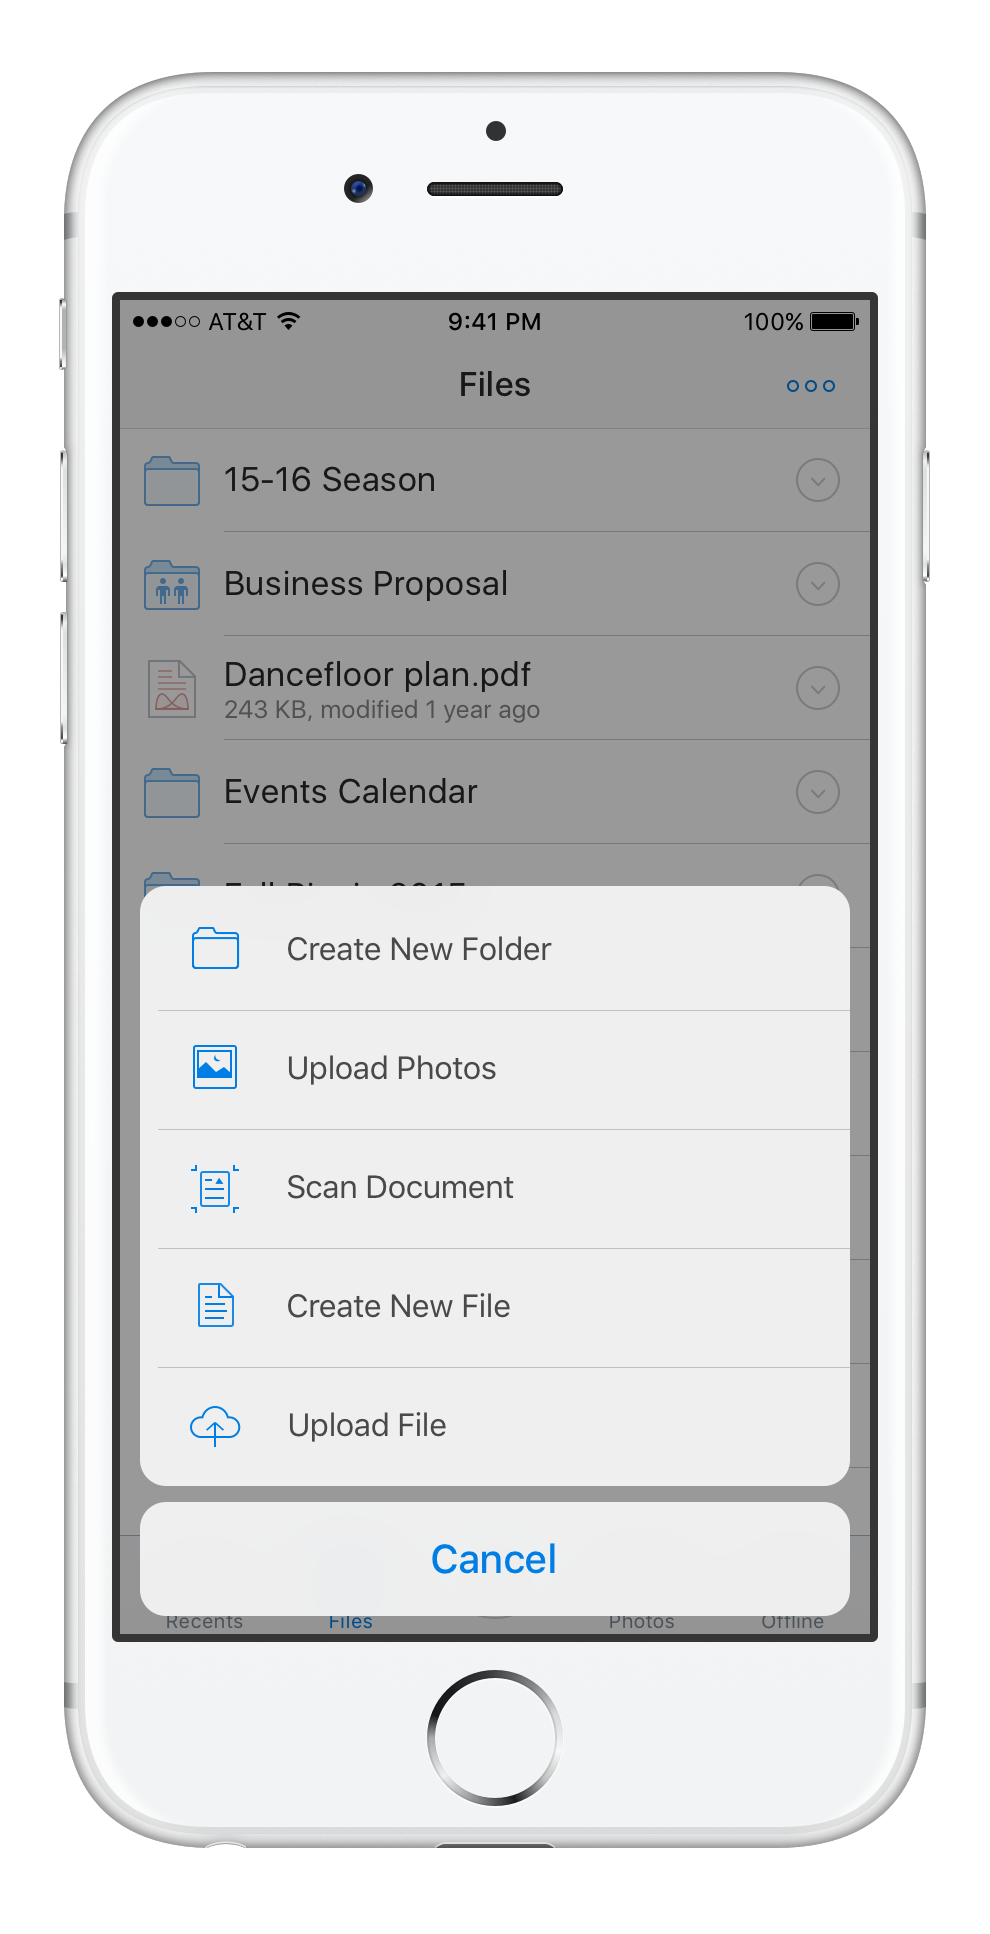 AT&T 9:41 PM 100%
Files
15-16 Season
Business Proposal
Dancefloor plan.pdf
243 KB, modified 1 year ago
Events Calendar
Create New Folder
Upload Photos
Scan Document
Create New File
Upload File
Cancel
Recents Files Photos Offline